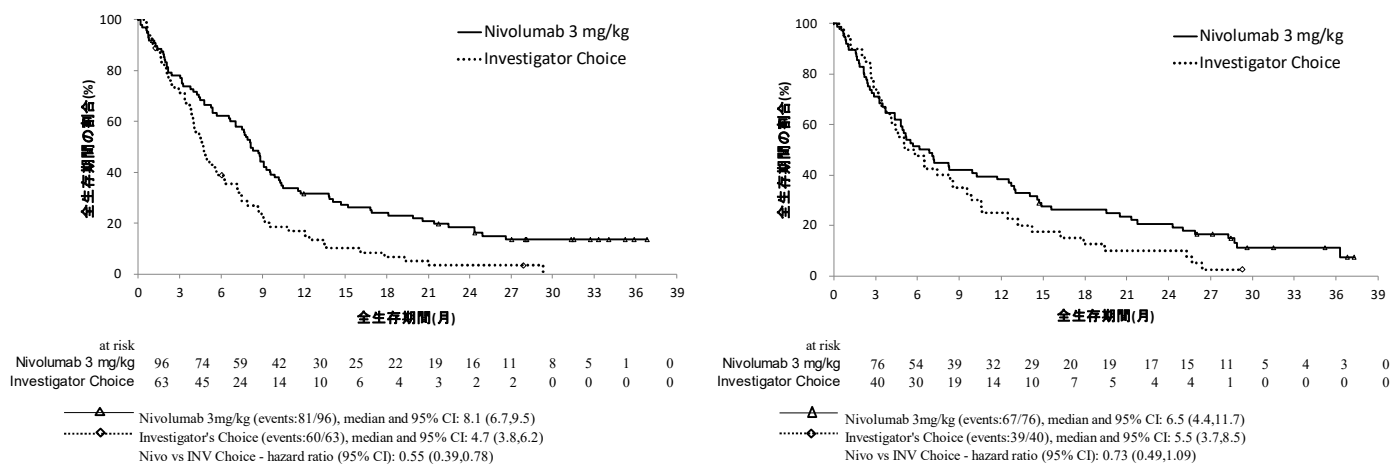 100
80
60
40
20
0
全生存期間の割合(%)
Nivolumab 3 mg/kg
Investigator Choice
0 3 6 9 12 15 18 21 24 27 30 33 36 39
全生存期間(月)
at risk
Nivolumab 3 mg/kg 96 74 59 42 30 25 22 19 16 11 8 5 1 0
Investigator Choice 63 45 24 14 10 6 4 3 2 2 0 0 0 0
Nivolumab 3mg/kg (events:81/96), median and 95% CI: 8.1 (6.7,9.5)
Investigator's Choice (events:60/63), median and 95% CI: 4.7 (3.8,6.2)
Nivo vs INV Choice - hazard ratio (95% CI): 0.55 (0.39,0.78)
100
80
60
40
20
0
全生存期間の割合(%)
Nivolumab 3 mg/kg
Investigator Choice
0 3 6 9 12 15 18 21 24 27 30 33 36 39
全生存期間(月)
at risk
Nivolumab 3 mg/kg 76 54 39 32 29 20 19 17 15 11 5 4 3 0
Investigator Choice 40 30 19 14 10 7 5 4 4 1 0 0 0 0
Nivolumab 3mg/kg (events:67/76), median and 95% CI: 6.5 (4.4,11.7)
Investigator's Choice (events:39/40), median and 95% CI: 5.5 (3.7,8.5)
Nivo vs INV Choice - hazard ratio (95% CI): 0.73 (0.49,1.09)